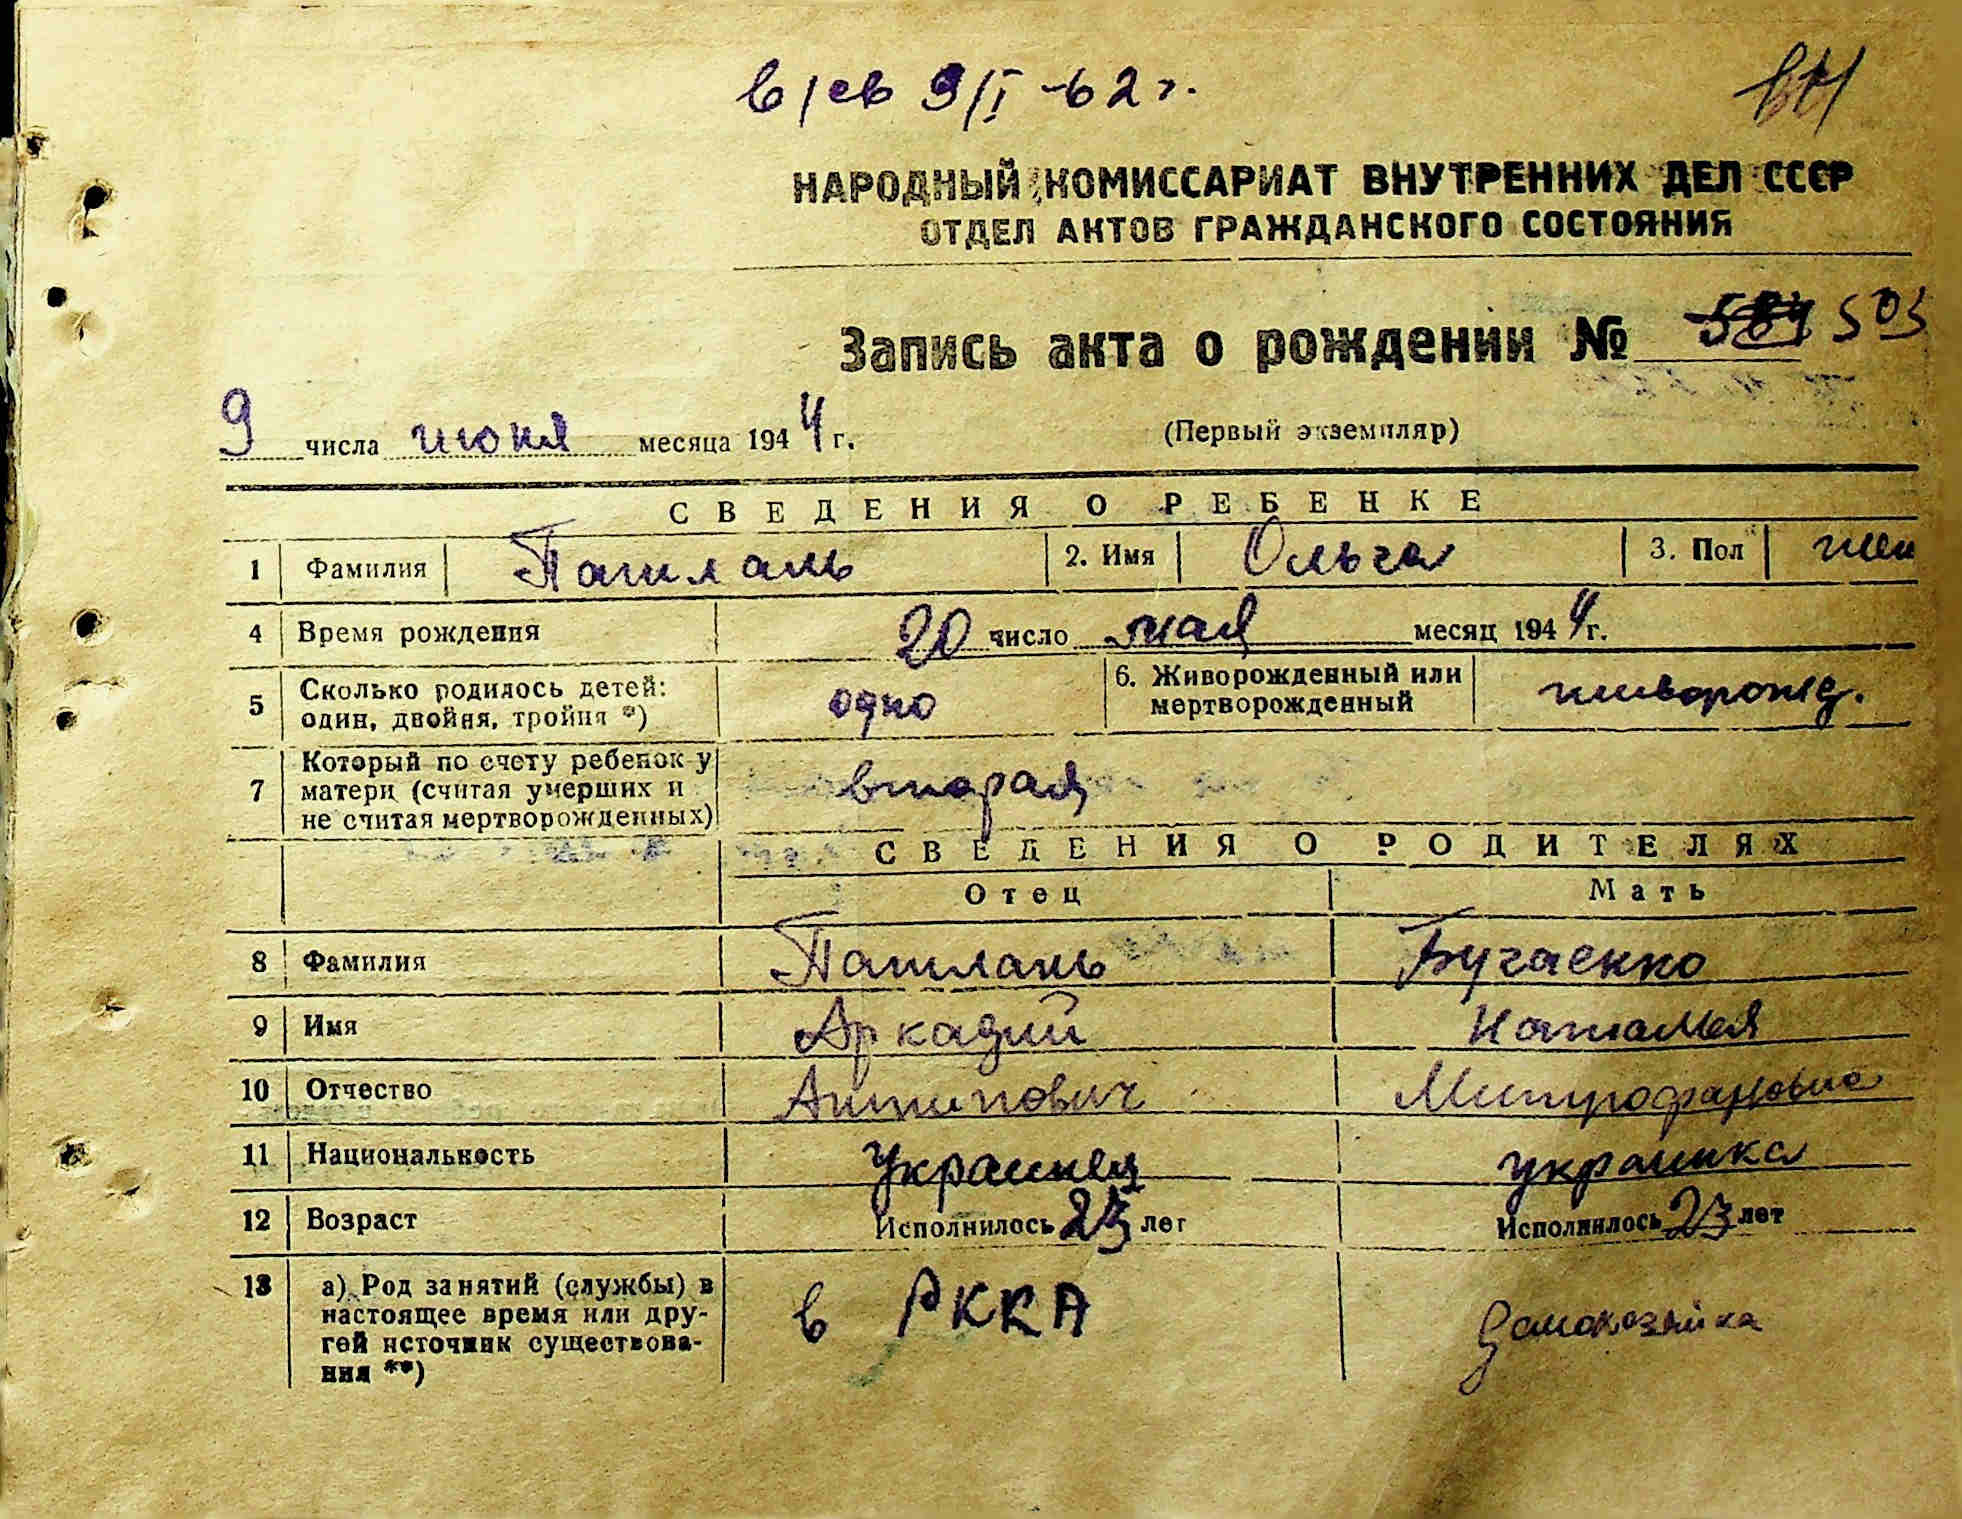 в/св 9/I-62 г.
НАРОДНЫЙ КОМИССАРИАТ ВНУТРЕННИХ ДЕЛ СССР
ОТДЕЛ АКТОВ ГРАЖДАНСКОГО СОСТОЯНИЯ
Запись акта о рождении № 503
9 числа июня месяца 1944 г. (Первый экземпляр)
СВЕДЕНИЯ О РЕБЕНКЕ
1 Фамилия Патлань 2. Имя Ольга 3. Пол жен
4 Время рождения 20 число мая месяц 1944 г.
5 Сколько родилось детей: один, двойня, тройня *) одно 6. Живорожденный или мертворожденный живорожд.
7 Который по счету ребенок у матери (считая умерших и не считая мертворожденных) вторая
СВЕДЕНИЯ О РОДИТЕЛЯХ
Отец Мать
8 Фамилия Патлань Бугаенко
9 Имя Аркадий Наталья
10 Отчество Антипович Митрофановна
11 Национальность украинец украинка
12 Возраст Исполнилось лет Исполнилось 23 лет
13 а) Род занятий (службы) в настоящее время или другой источник существования **) в РККА домохозяйка